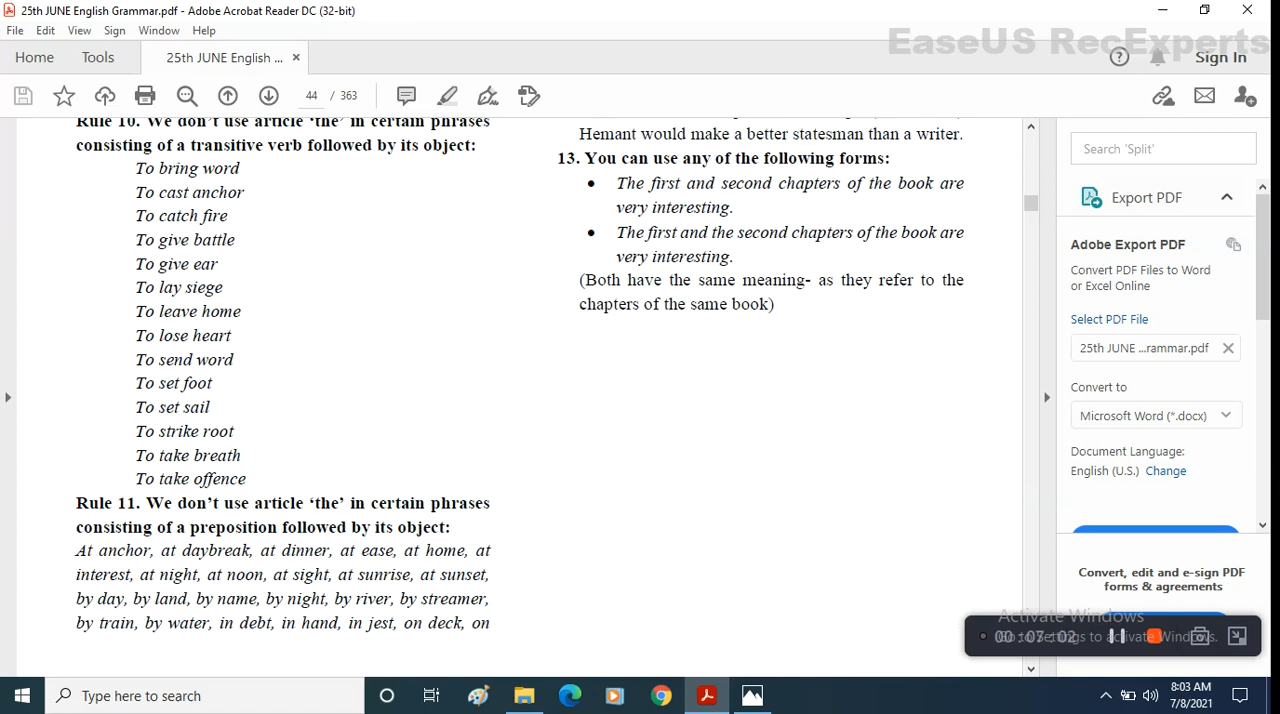 25th JUNE English Grammar.pdf - Adobe Acrobat Reader DC (32-bit)
File Edit View Sign Window Help
EaseUS RecExperts
Home Tools 25th JUNE English ... × Sign In
44 / 363
Rule 10. We don't use article 'the' in certain phrases
consisting of a transitive verb followed by its object:
To bring word
To cast anchor
To catch fire
To give battle
To give ear
To lay siege
To leave home
To lose heart
To send word
To set foot
To set sail
To strike root
To take breath
To take offence
Rule 11. We don't use article 'the' in certain phrases
consisting of a preposition followed by its object:
At anchor, at daybreak, at dinner, at ease, at home, at
interest, at night, at noon, at sight, at sunrise, at sunset,
by day, by land, by name, by night, by river, by streamer,
by train, by water, in debt, in hand, in jest, on deck, on
Hemant would make a better statesman than a writer.
13. You can use any of the following forms:
• The first and second chapters of the book are
very interesting.
• The first and the second chapters of the book are
very interesting.
(Both have the same meaning- as they refer to the
chapters of the same book)
Search 'Split'
Export PDF
Adobe Export PDF
Convert PDF Files to Word
or Excel Online
Select PDF File
25th JUNE ...rammar.pdf
Convert to
Microsoft Word (*.docx)
Document Language:
English (U.S.) Change
Convert, edit and e-sign PDF
forms & agreements
Activate Windows
Go to Settings to activate Windows.
00:07:02
Type here to search
8:03 AM
7/8/2021